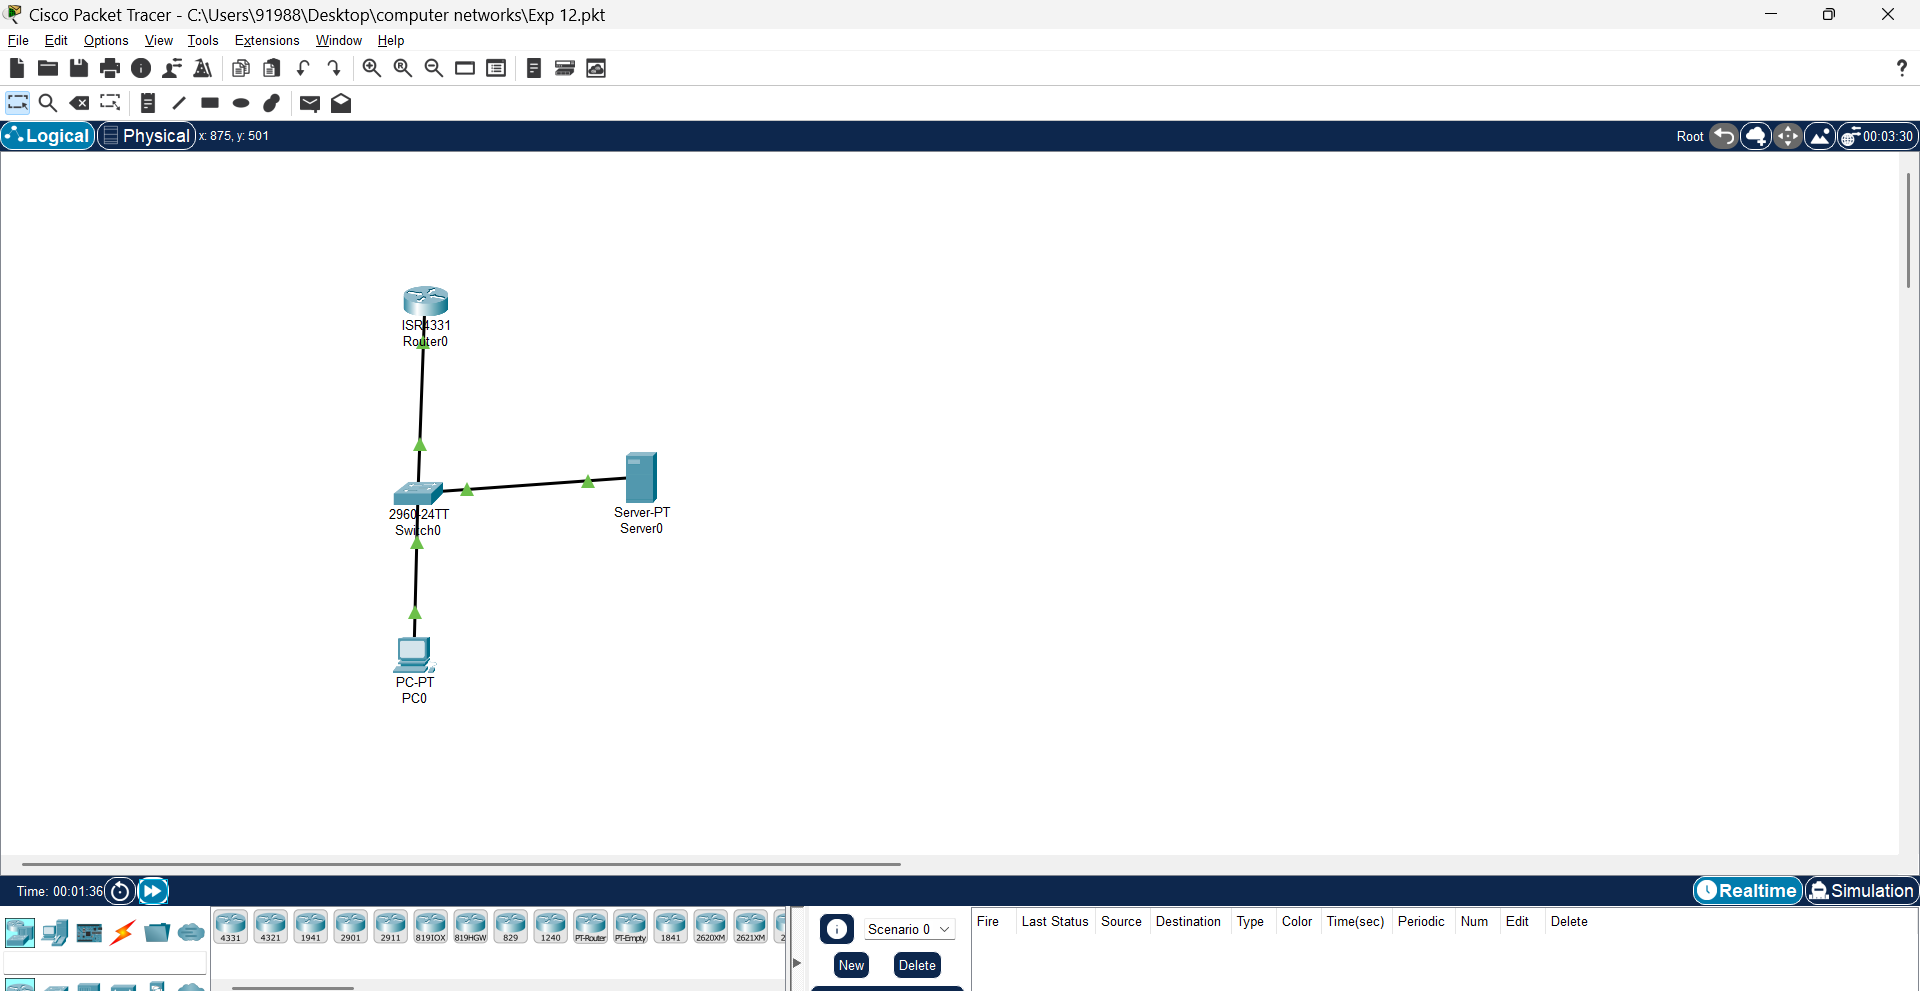 Cisco Packet Tracer - C:\Users\91988\Desktop\computer networks\Exp 12.pkt
File Edit Options View Tools Extensions Window Help
?
Logical Physical x: 875, y: 501 Root 00:03:30
ISR4331
Router0
2960-24TT
Switch0
Server-PT
Server0
PC-PT
PC0
Time: 00:01:36 Realtime Simulation
4331 4321 1941 2901 2911 819IOX 819HGW 829 1240 PT-Router PT-Empty 1841 2620XM 2621XM 2
Scenario 0
New Delete
Fire Last Status Source Destination Type Color Time(sec) Periodic Num Edit Delete